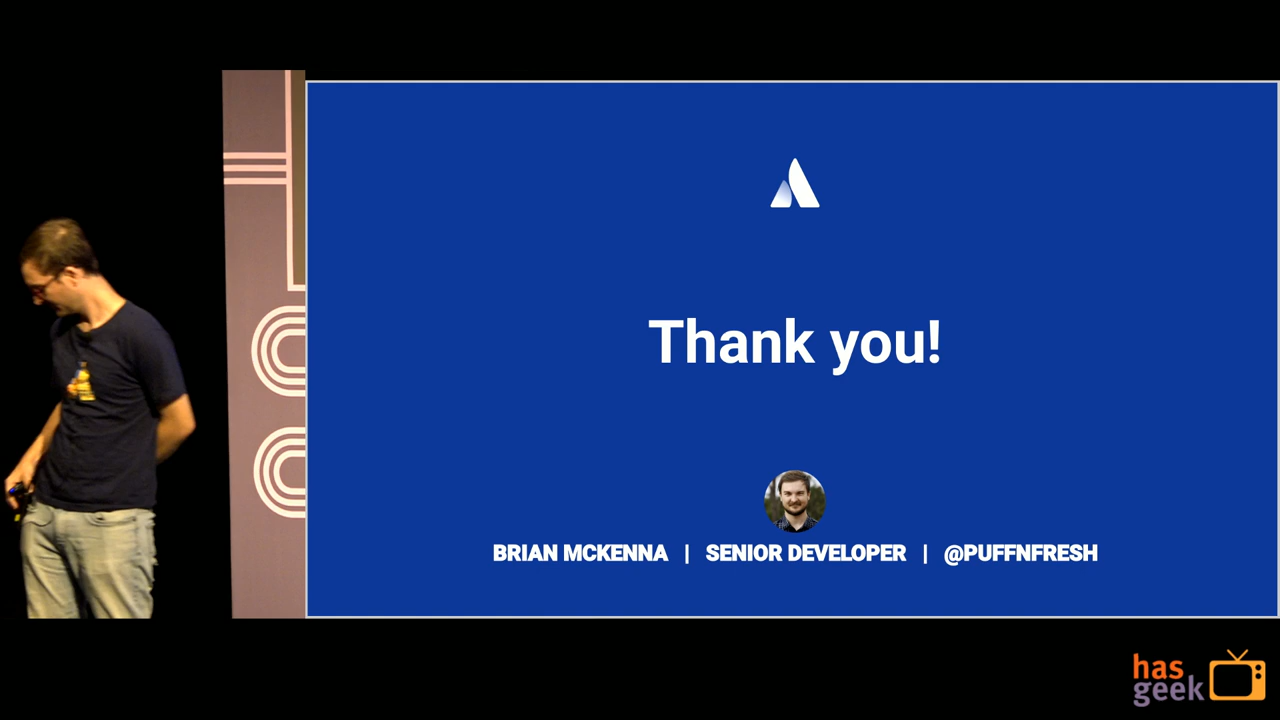 Thank you!
BRIAN MCKENNA | SENIOR DEVELOPER | @PUFFNFRESH
has
geek